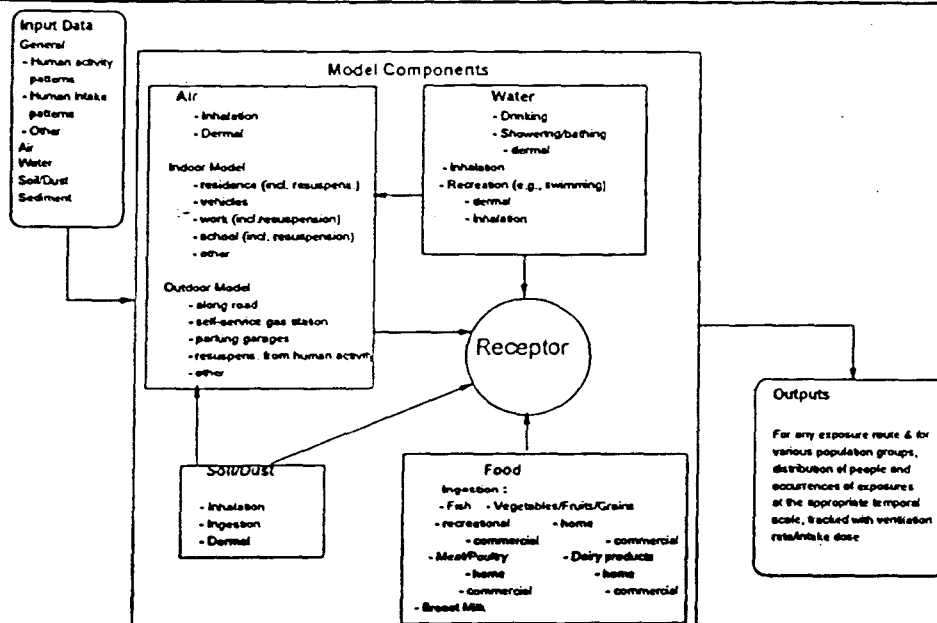 Input Data
General
- Human activity
patterns
- Human Intake
patterns
- Other
Air
Water
Soil/Dust
Sediment
Model Components
Air
- Inhalation
- Dermal
Indoor Model
- residence (incl. resuspens.)
- vehicles
- work (incl.resuspension)
- school (incl. resuspension)
- other
Outdoor Model
- along road
- self-service gas station
- parking garages
- resuspens. from human activity
- other
Water
- Drinking
- Showering/bathing
- dermal
- Inhalation
- Recreation (e.g., swimming)
- dermal
- Inhalation
Receptor
Soil/Dust
- Inhalation
- Ingestion
- Dermal
Food
Ingestion :
- Fish - Vegetables/Fruits/Grains
- recreational - home
- commercial - commercial
- Meat/Poultry - Dairy products
- home - home
- commercial - commercial
- Breast Milk
Outputs
For any exposure route & for
various population groups,
distribution of people and
occurrences of exposures
at the appropriate temporal
scale, tracked with ventilation
rate/intake dose